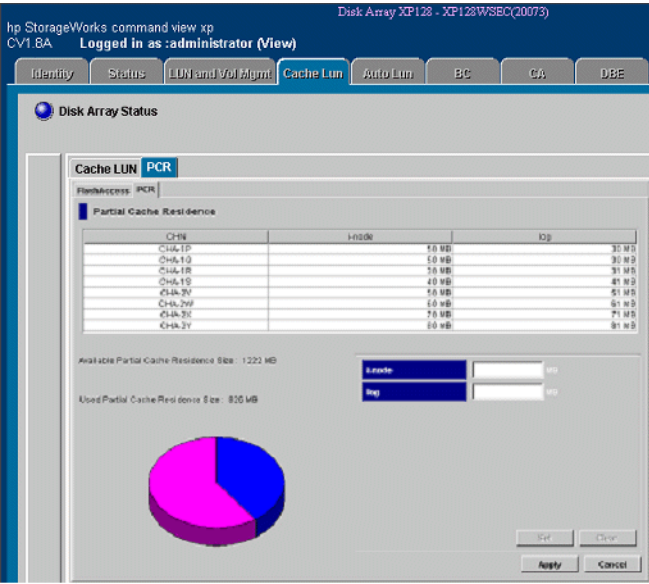 Disk Array XP128 - XP128WSEC(20073)
hp StorageWorks command view xp
CV1.8A Logged in as :administrator (View)
Identity Status LUN and Vol Mgmt Cache Lun Auto Lun BC CA DBE
Disk Array Status
Cache LUN PCR
FlashAccess PCR
Partial Cache Residence
CHN i-node log
CHA-1P 50 MB 30 MB
CHA-1Q 50 MB 30 MB
CHA-1R 30 MB 31 MB
CHA-1S 40 MB 41 MB
CHA-2V 50 MB 51 MB
CHA-2W 60 MB 61 MB
CHA-2X 70 MB 71 MB
CHA-2Y 80 MB 81 MB
Available Partial Cache Residence Size : 1222 MB
i-node MB
log MB
Used Partial Cache Residence Size : MB
Set Clear
Apply Cancel